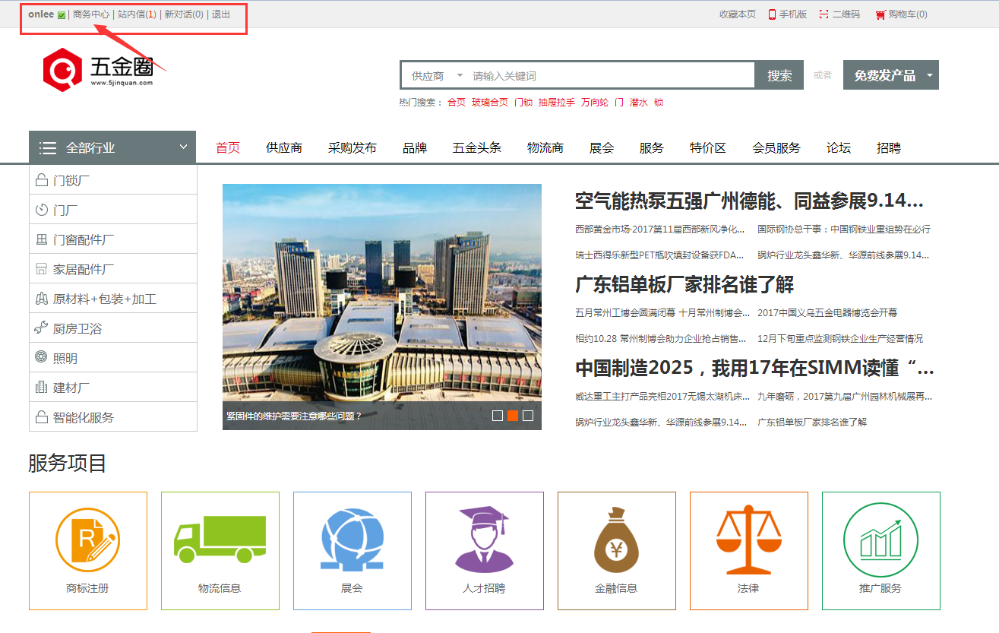 onlee | 商务中心 | 站内信(1) | 新对话(0) | 退出
收藏本页 手机版 二维码 购物车(0)
五金圈
www.5jinquan.com
供应商 请输入关键词 搜索 或者 免费发产品
热门搜索： 合页 玻璃合页 门锁 抽屉拉手 万向轮 门 潜水 锁
全部行业 首页 供应商 采购发布 品牌 五金头条 物流商 展会 服务 特价区 会员服务 论坛 招聘
门锁厂
门厂
门窗配件厂
家居配件厂
原材料+包装+加工
厨房卫浴
照明
建材厂
智能化服务
紧固件的维护需要注意哪些问题？
空气能热泵五强广州德能、同益参展9.14...
西部黄金市场·2017第11届西部新风净化... 国际钢协总干事：中国钢铁业重组势在必行
瑞士西得乐新型PET瓶吹填封设备获FDA... 锅炉行业龙头鑫华新、华源前线参展9.14...
广东铝单板厂家排名谁了解
五月常州工博会圆满闭幕 十月常州制博会... 2017中国义乌五金电器博览会开幕
相约10.28 常州制博会助力企业抢占销售... 12月下旬重点监测钢铁企业生产经营情况
中国制造2025，我用17年在SIMM读懂“...
威达重工主打产品亮相2017无锡太湖机床... 九年磨砺，2017第九届广州园林机械展再...
锅炉行业龙头鑫华新、华源前线参展9.14... 广东铝单板厂家排名谁了解
服务项目
R
¥
商标注册 物流信息 展会 人才招聘 金融信息 法律 推广服务